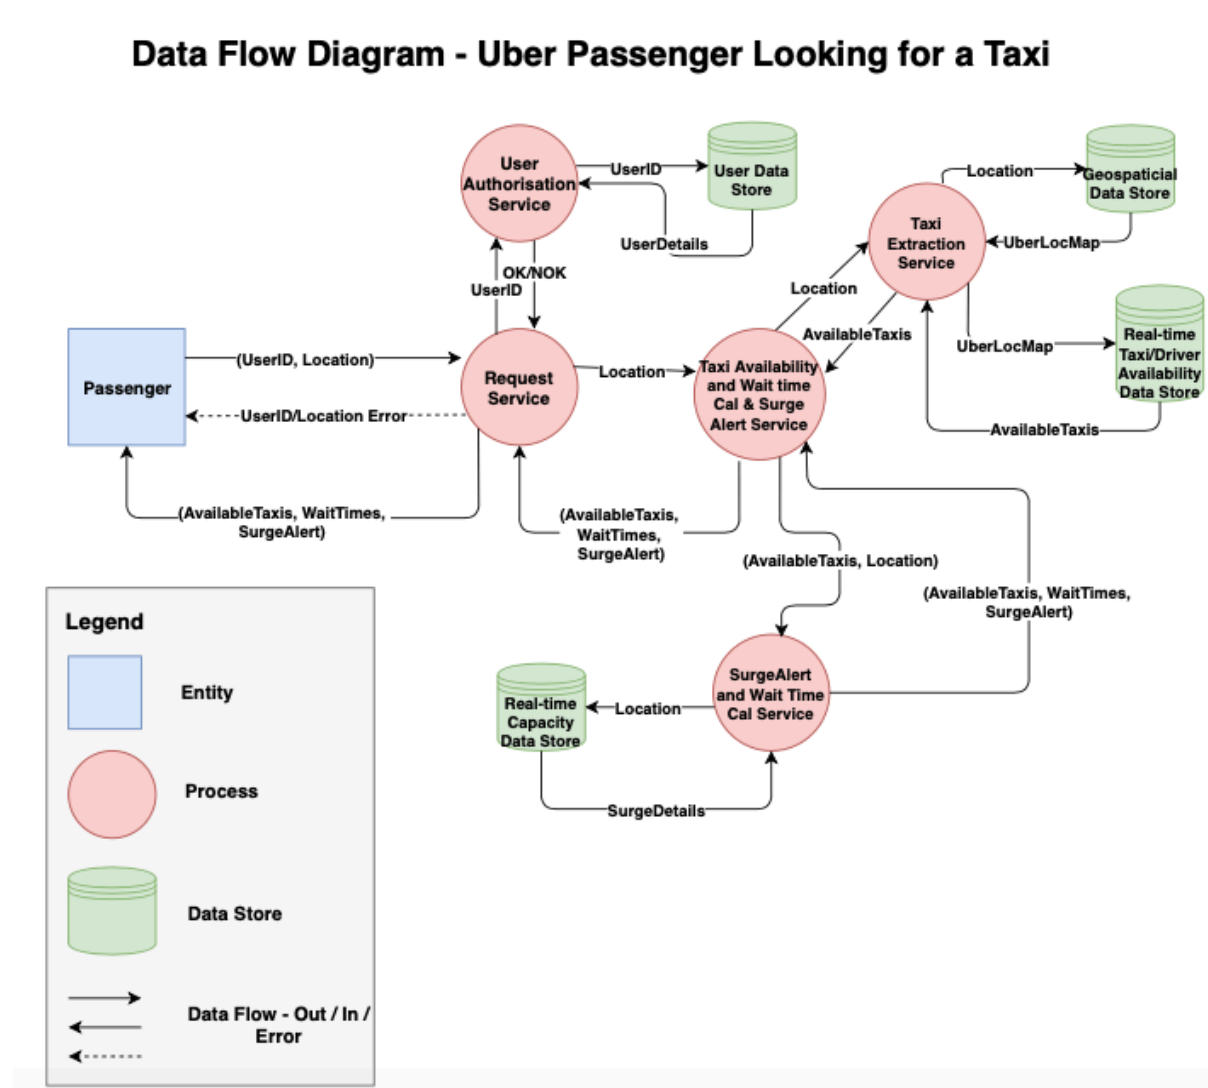 Data Flow Diagram - Uber Passenger Looking for a Taxi
User
Authorisation
Service
UserID
User Data
Store
UserDetails
OK/NOK
UserID
Location
Geospaticial
Data Store
Taxi
Extraction
Service
UberLocMap
Location
AvailableTaxis
UberLocMap
Real-time
Taxi/Driver
Availability
Data Store
AvailableTaxis
Passenger
(UserID, Location)
UserID/Location Error
Request
Service
Location
Taxi Availability
and Wait time
Cal & Surge
Alert Service
(AvailableTaxis, WaitTimes,
SurgeAlert)
(AvailableTaxis,
WaitTimes,
SurgeAlert)
(AvailableTaxis, Location)
(AvailableTaxis, WaitTimes,
SurgeAlert)
SurgeAlert
and Wait Time
Cal Service
Location
Real-time
Capacity
Data Store
SurgeDetails
Legend
Entity
Process
Data Store
Data Flow - Out / In /
Error